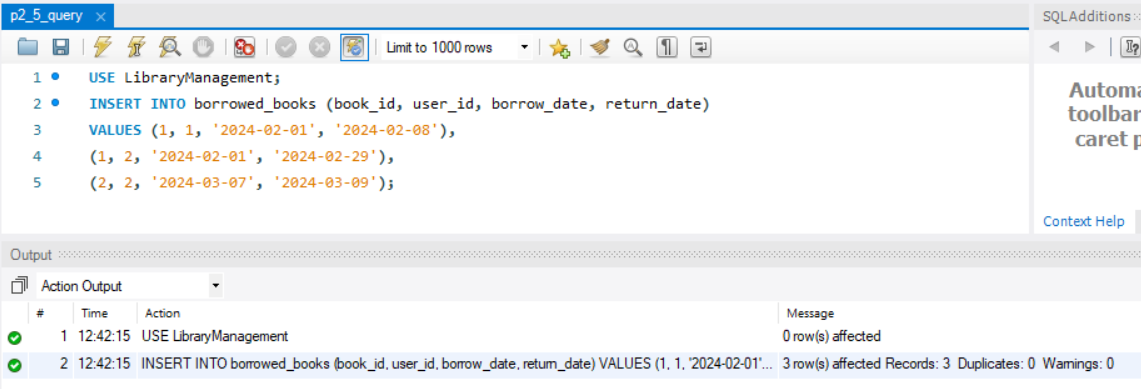 p2_5_query ×
SQLAdditions
Limit to 1000 rows
1 USE LibraryManagement;
2 INSERT INTO borrowed_books (book_id, user_id, borrow_date, return_date)
3 VALUES (1, 1, '2024-02-01', '2024-02-08'),
4 (1, 2, '2024-02-01', '2024-02-29'),
5 (2, 2, '2024-03-07', '2024-03-09');
Automa
toolbar
caret p
Context Help
Output
Action Output
# Time Action Message
1 12:42:15 USE LibraryManagement 0 row(s) affected
2 12:42:15 INSERT INTO borrowed_books (book_id, user_id, borrow_date, return_date) VALUES (1, 1, '2024-02-01'... 3 row(s) affected Records: 3 Duplicates: 0 Warnings: 0